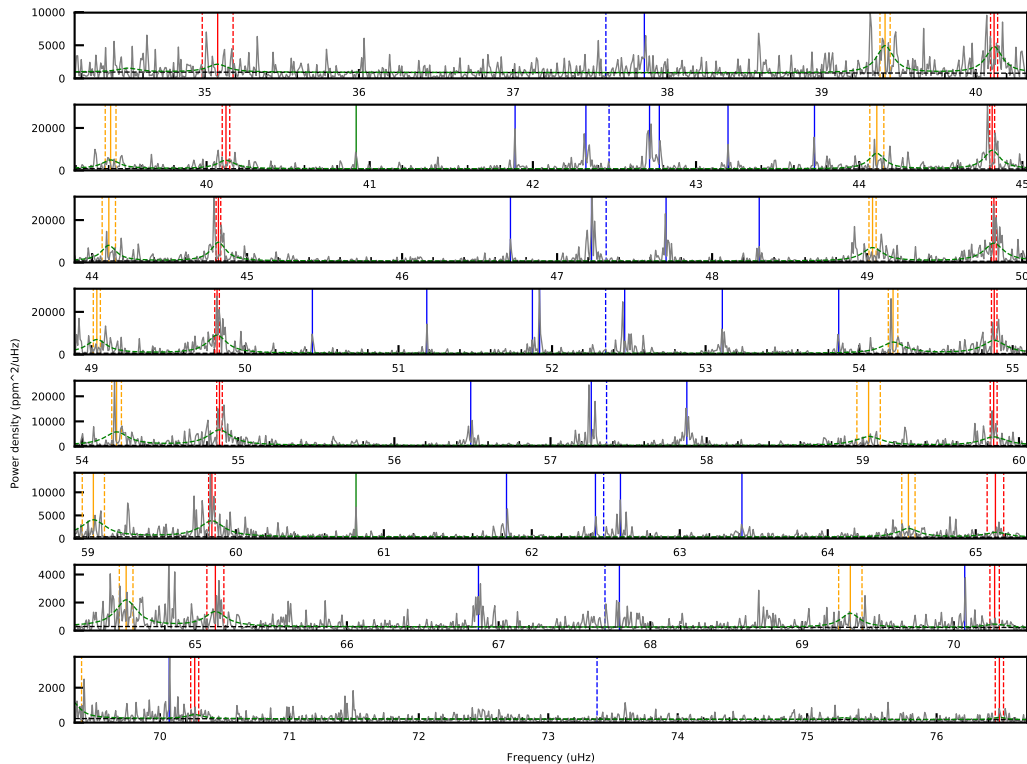 10000
5000
0
35 36 37 38 39 40
20000
0
40 41 42 43 44 45
20000
0
44 45 46 47 48 49 50
20000
0
49 50 51 52 53 54 55
20000
10000
0
54 55 56 57 58 59 60
10000
5000
0
59 60 61 62 63 64 65
4000
2000
0
65 66 67 68 69 70
2000
0
70 71 72 73 74 75 76
Power density (ppm^2/(uHz)
Frequency (uHz)